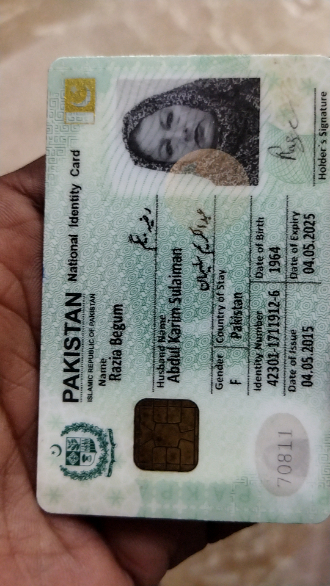 PAKISTAN National Identity Card
ISLAMIC REPUBLIC OF PAKISTAN
Name
Razia Begum
رضیہ بیگم
Husband Name
Abdul Karim Sulaiman
عبدالکریم سلیمان
Gender Country of Stay
F Pakistan
Identity Number Date of Birth
42301-1711912-6 1964
Date of Issue Date of Expiry
04.05.2015 04.05.2025
Holder's Signature
70811